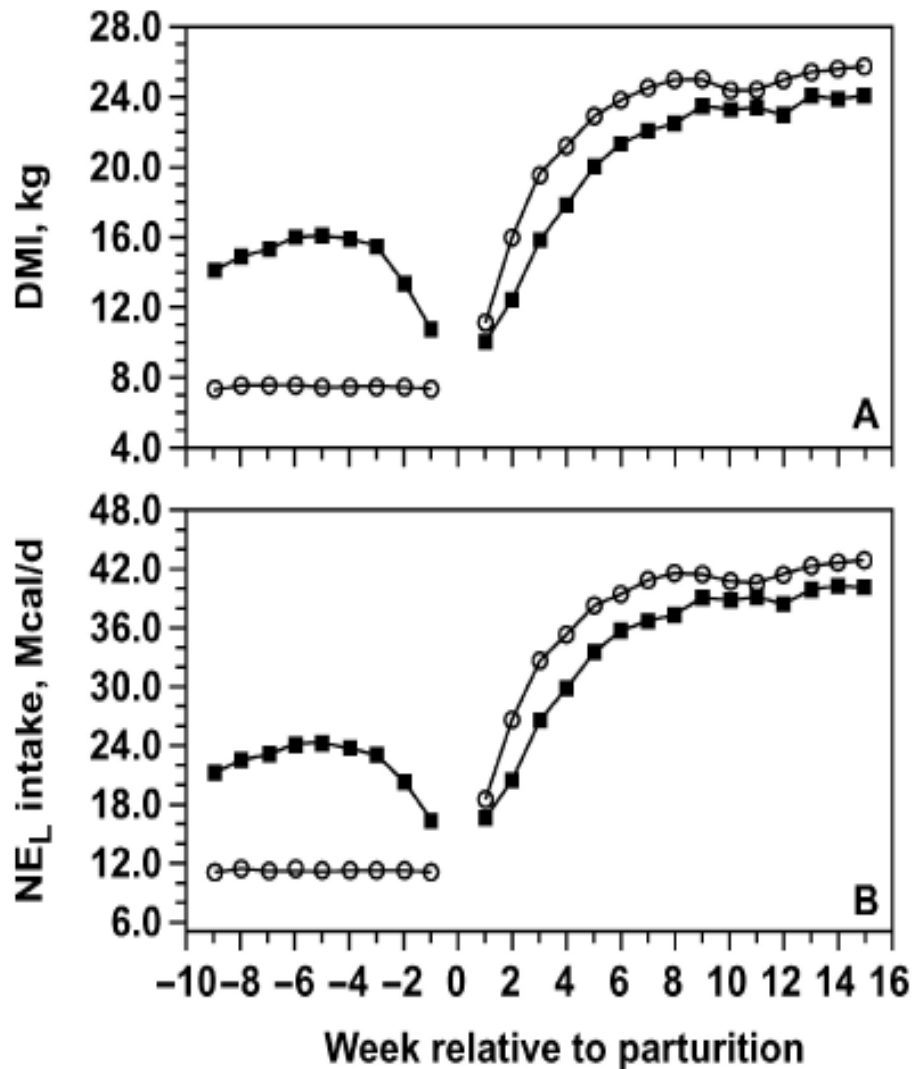 28.0
24.0
20.0
16.0
12.0
8.0
4.0
DMI, kg
A
48.0
42.0
36.0
30.0
24.0
18.0
12.0
6.0
NEL intake, Mcal/d
B
−10 −8 −6 −4 −2 0 2 4 6 8 10 12 14 16
Week relative to parturition